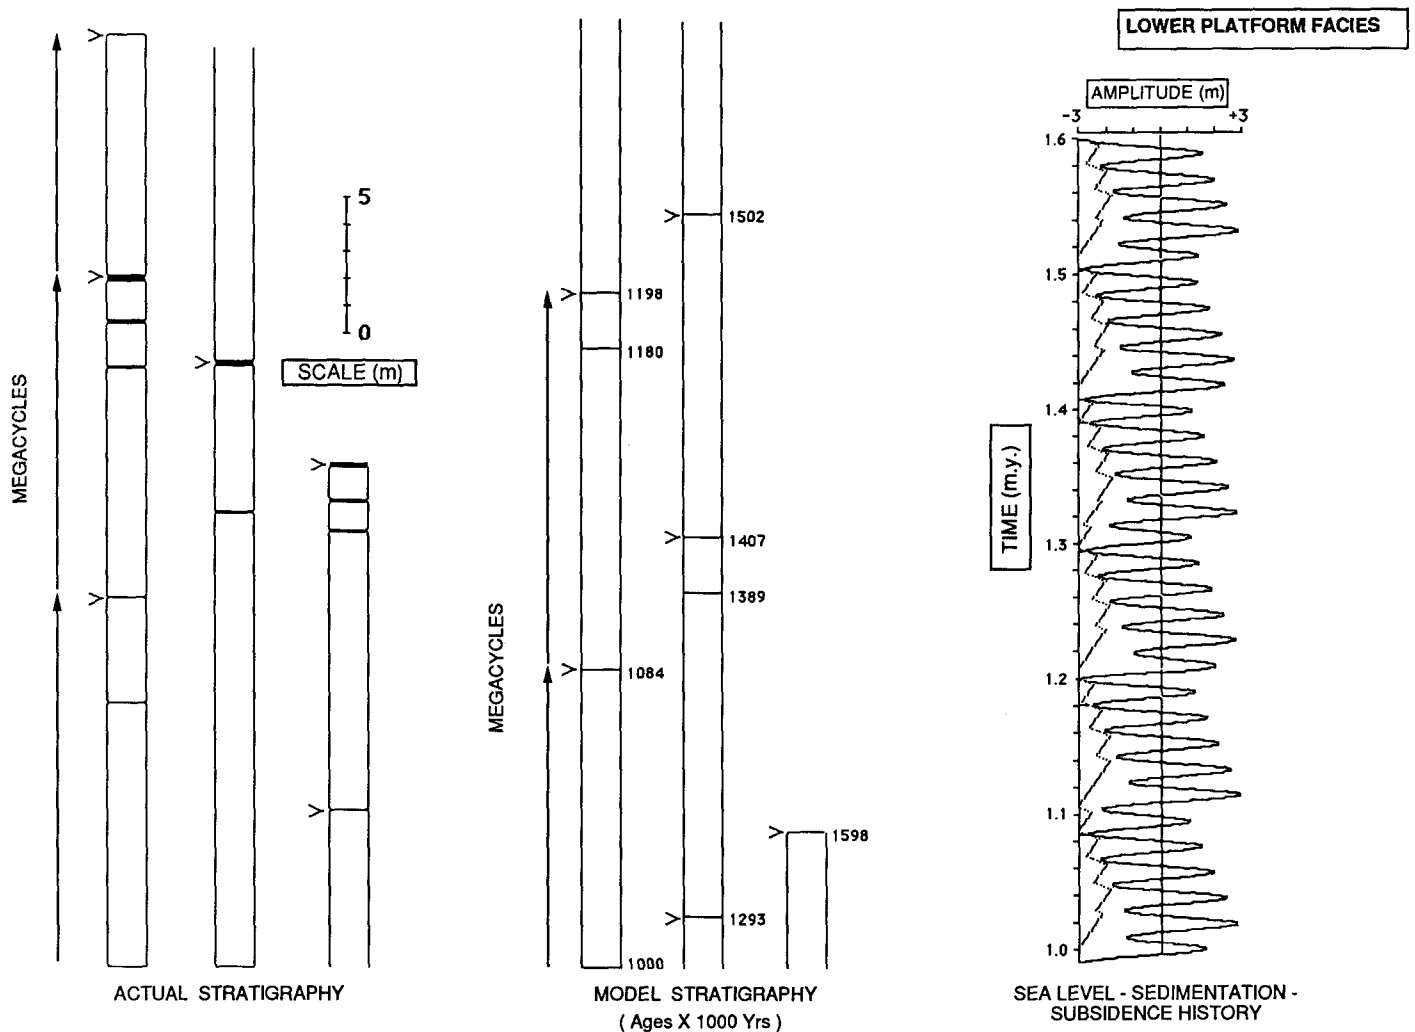 LOWER PLATFORM FACIES
AMPLITUDE (m)
-3 +3
1.6
1.5
1.4
1.3
1.2
1.1
1.0
TIME (m.y.)
5
0
SCALE (m)
MEGACYCLES
MEGACYCLES
1198
1180
1084
1000
1502
1407
1389
1293
1598
ACTUAL STRATIGRAPHY
MODEL STRATIGRAPHY
( Ages X 1000 Yrs )
SEA LEVEL - SEDIMENTATION -
SUBSIDENCE HISTORY